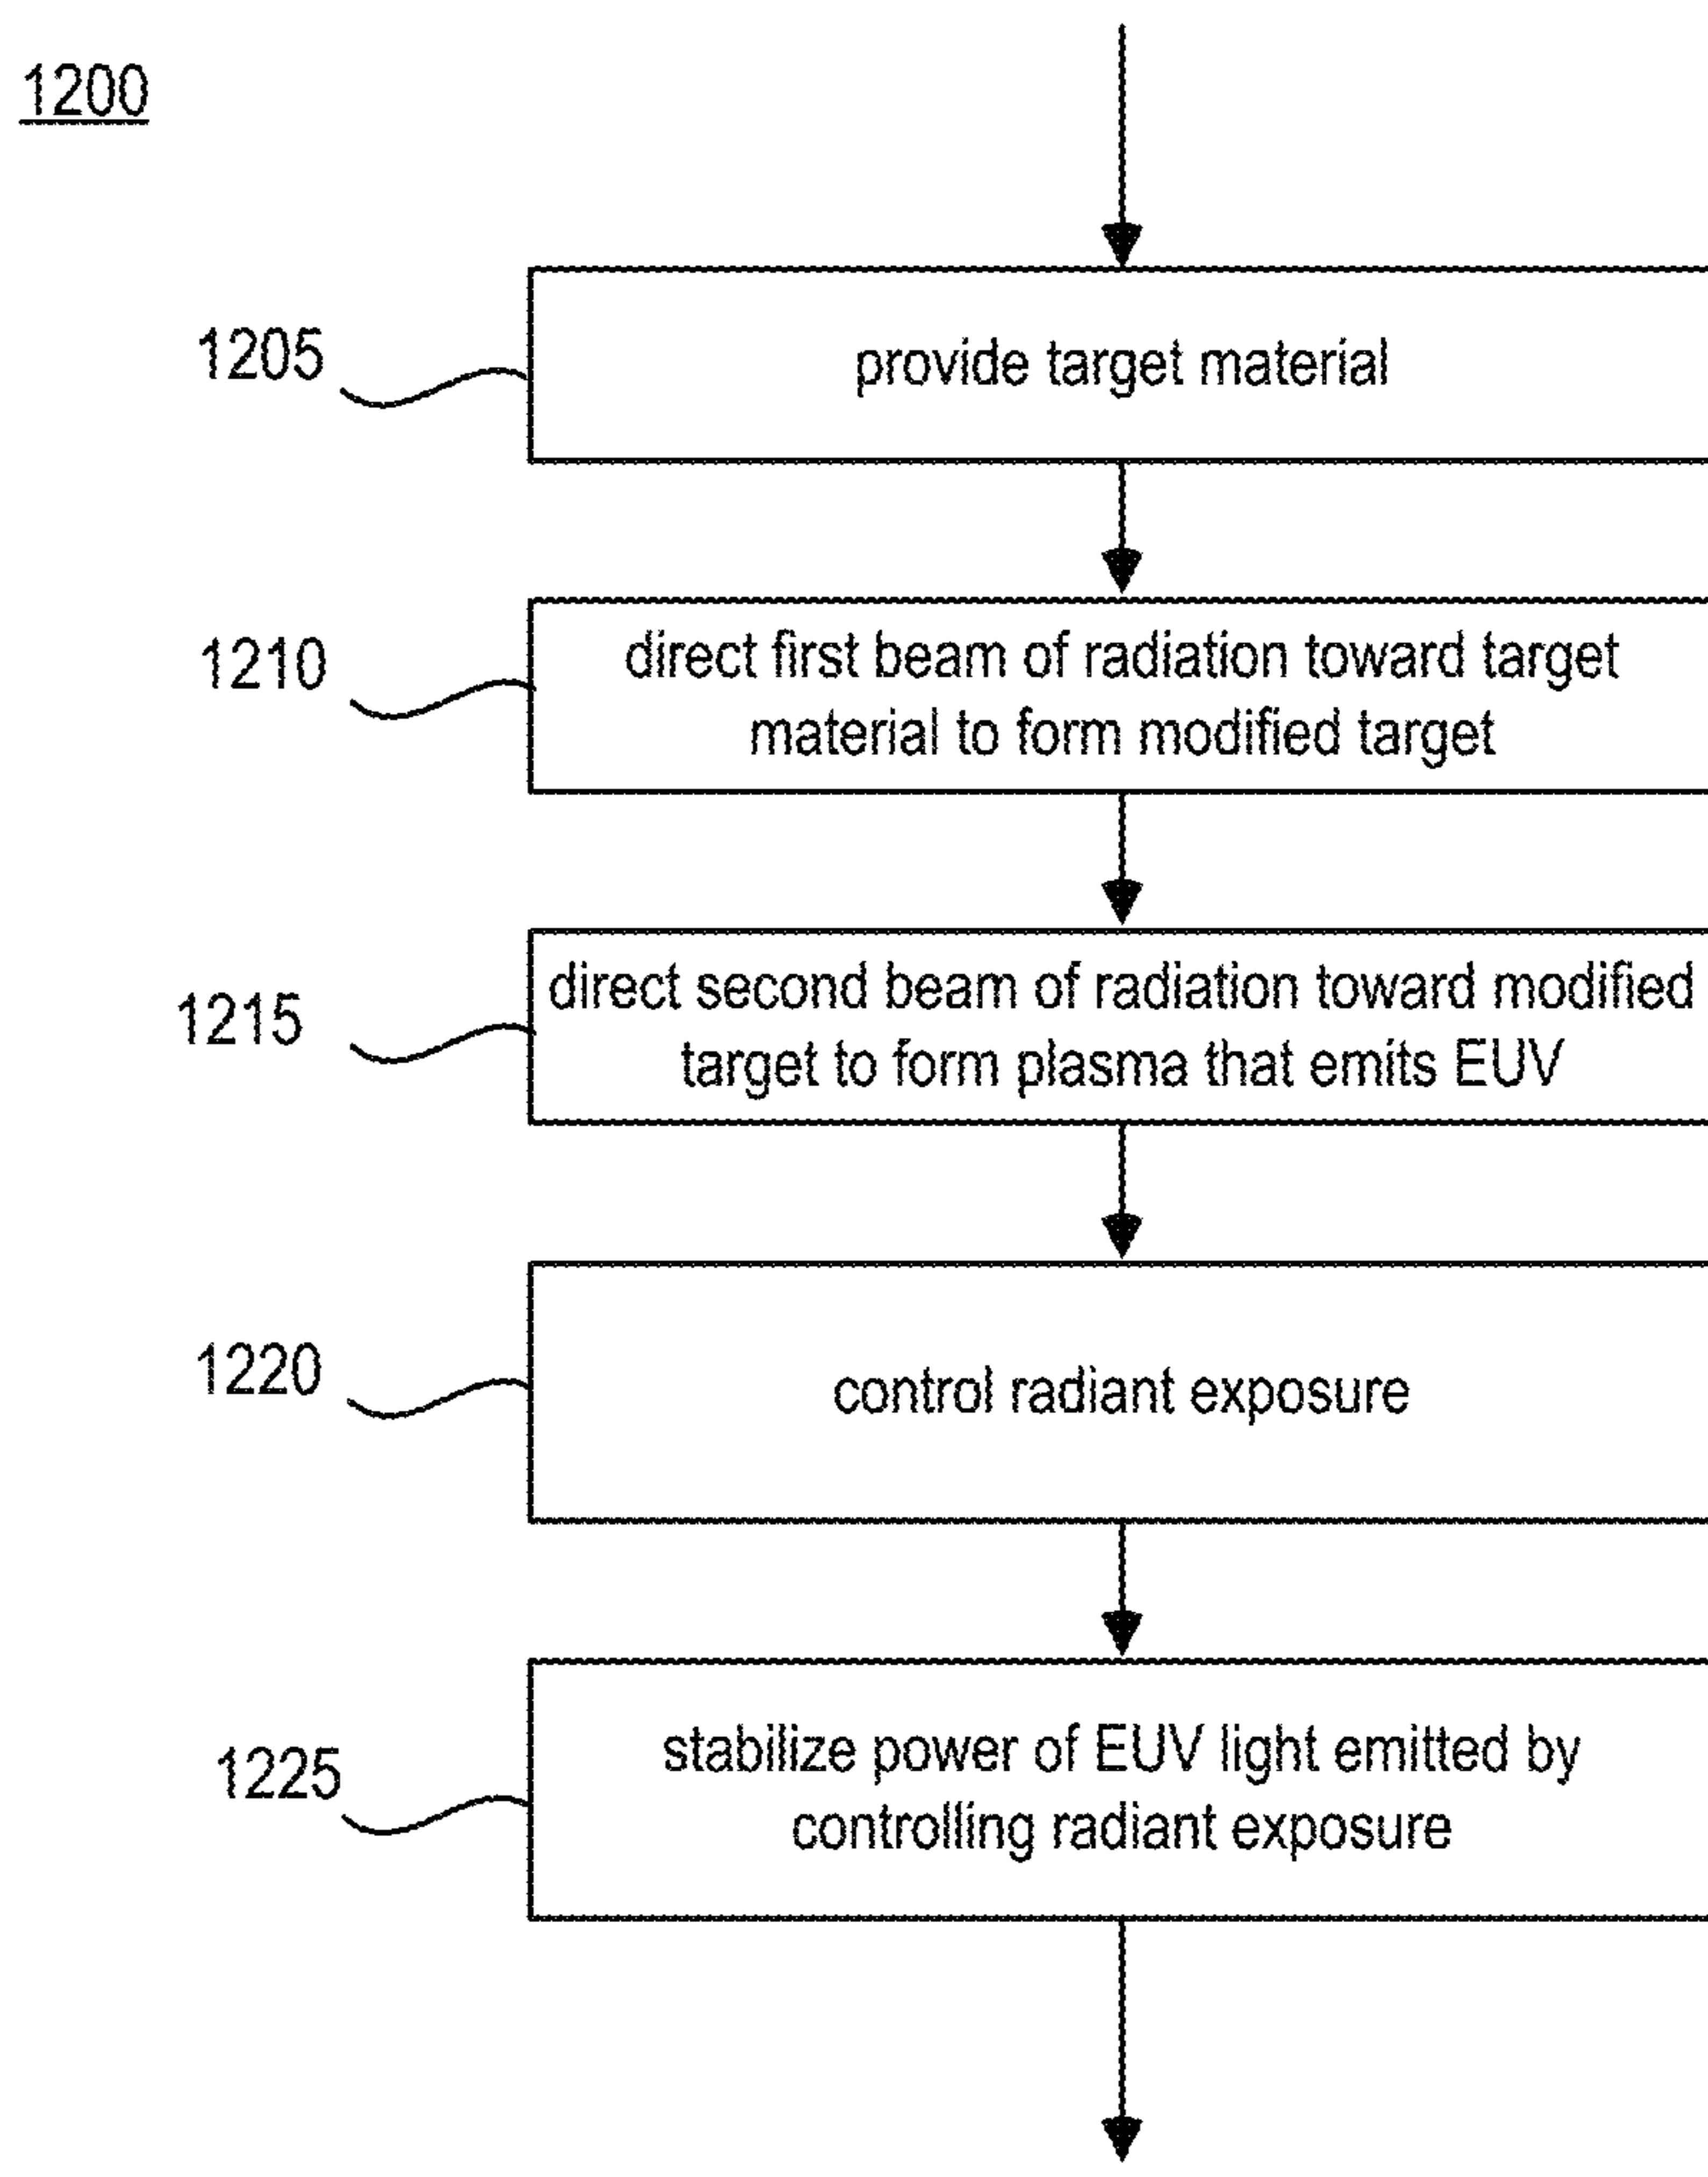 1200
1205
provide target material
1210
direct first beam of radiation toward target
material to form modified target
1215
direct second beam of radiation toward modified
target to form plasma that emits EUV
1220
control radiant exposure
1225
stabilize power of EUV light emitted by
controlling radiant exposure